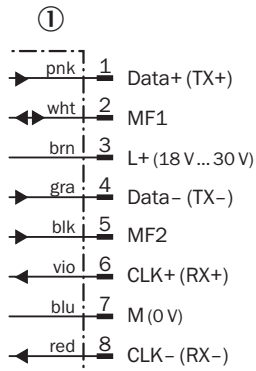 ①
pnk 1 Data+ (TX+)
wht 2 MF1
brn 3 L+ (18 V... 30 V)
gra 4 Data– (TX–)
blk 5 MF2
vio 6 CLK+ (RX+)
blu 7 M (0 V)
red 8 CLK– (RX–)